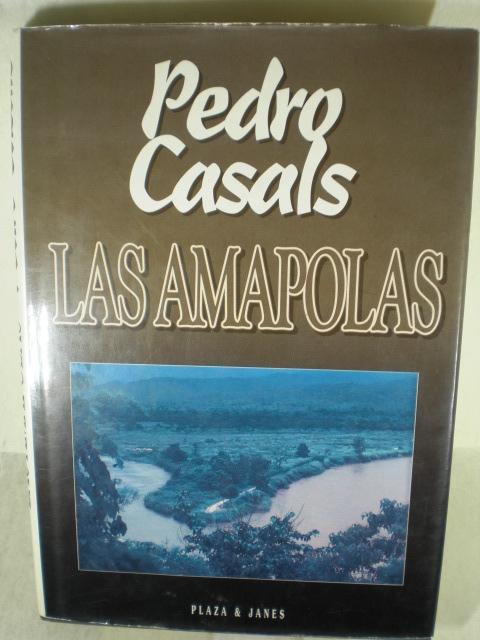 Pedro
Casals
LAS AMAPOLAS
PLAZA & JANES